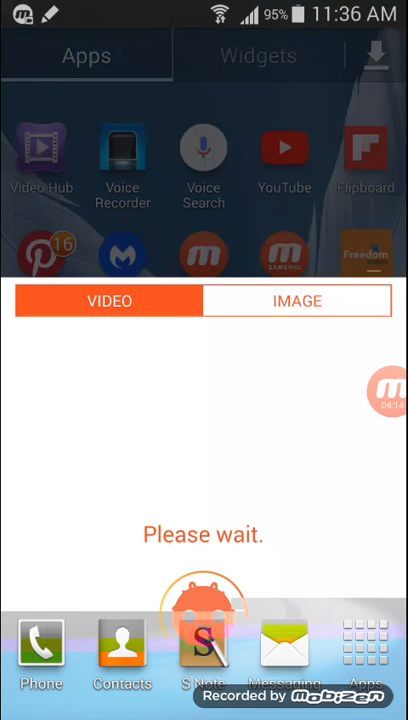 95% 11:36 AM
Apps Widgets
Video Hub
Voice Recorder
Voice Search
YouTube
Flipboard
16
SAMSUNG
Freedom
VIDEO IMAGE
04:14
Please wait.
S
Phone Contacts S Note Messaging Apps
Recorded by mobizen